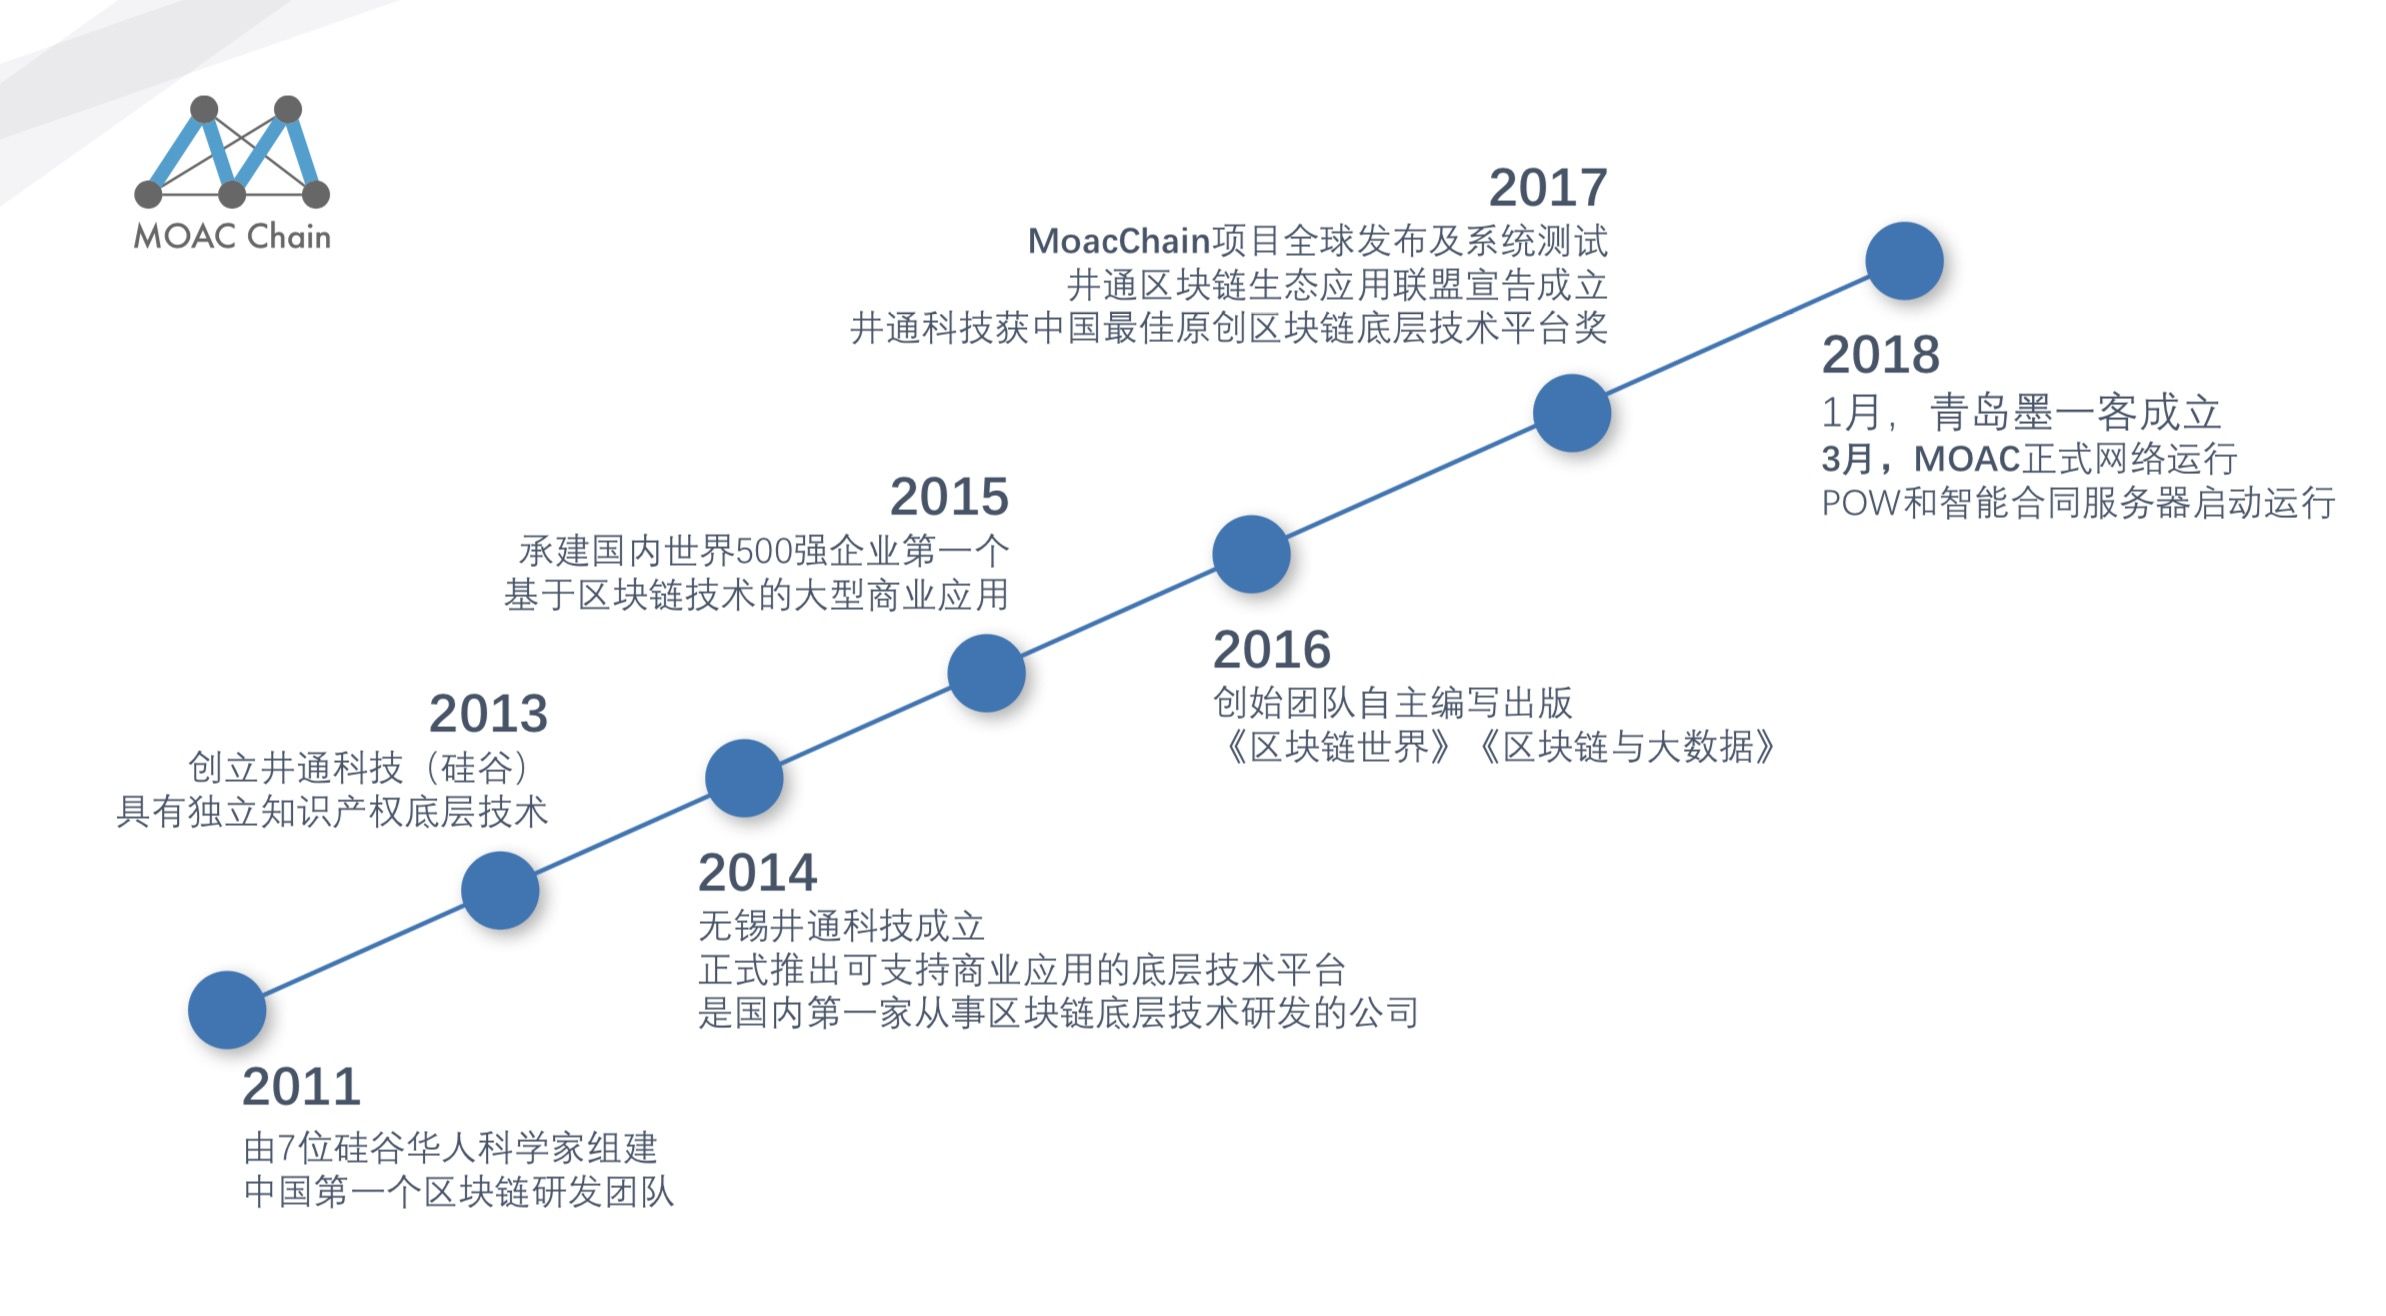 MOAC Chain
2017
MoacChain项目全球发布及系统测试
井通区块链生态应用联盟宣告成立
井通科技获中国最佳原创区块链底层技术平台奖
2018
1月，青岛墨一客成立
3月，MOAC正式网络运行
POW和智能合同服务器启动运行
2015
承建国内世界500强企业第一个
基于区块链技术的大型商业应用
2016
创始团队自主编写出版
《区块链世界》《区块链与大数据》
2013
创立井通科技（硅谷）
具有独立知识产权底层技术
2014
无锡井通科技成立
正式推出可支持商业应用的底层技术平台
是国内第一家从事区块链底层技术研发的公司
2011
由7位硅谷华人科学家组建
中国第一个区块链研发团队